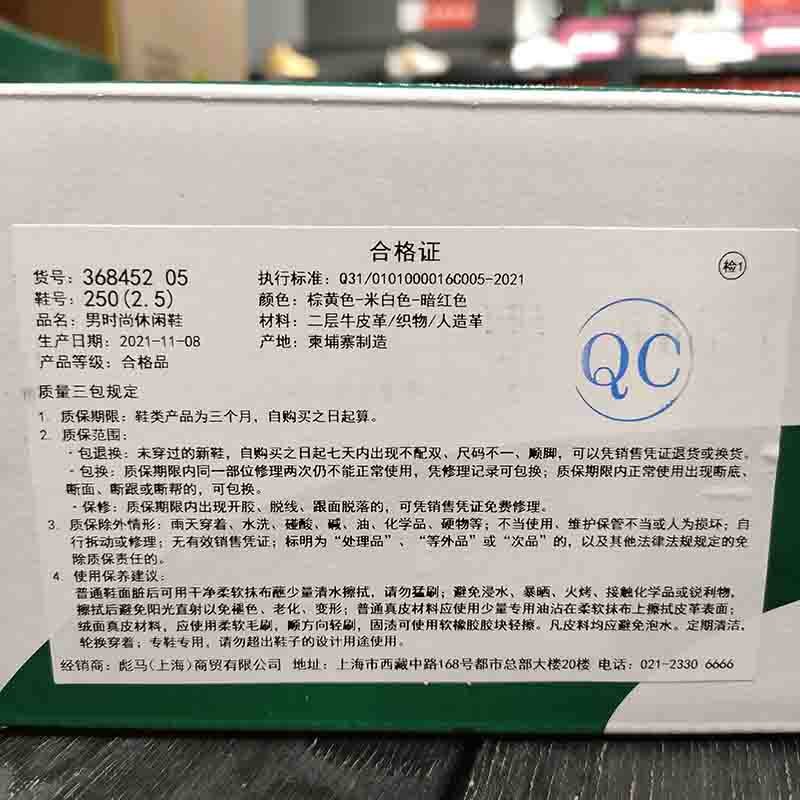 合格证
检1
货号：368452 05
执行标准：Q31/0101000016C005-2021
鞋号：250(2.5)
颜色：棕黄色-米白色-暗红色
品名：男时尚休闲鞋
材料：二层牛皮革/织物/人造革
生产日期：2021-11-08
产地：柬埔寨制造
产品等级：合格品
QC
质量三包规定
1. 质保期限：鞋类产品为三个月，自购买之日起算。
2. 质保范围：
·包退换：未穿过的新鞋，自购买之日起七天内出现不配双、尺码不一、顺脚，可以凭销售凭证退货或换货。
·包换：质保期限内同一部位修理两次仍不能正常使用，凭修理记录可包换；质保期限内正常使用出现断底、
断面、断跟或断帮的，可包换。
·保修：质保期限内出现开胶、脱线、跟面脱落的，可凭销售凭证免费修理。
3. 质保除外情形：雨天穿着、水洗、碰酸、碱、油、化学品、硬物等；不当使用、维护保管不当或人为损坏；自
行拆动或修理；无有效销售凭证；标明为“处理品”、“等外品”或“次品”的，以及其他法律法规规定的免
除质保责任的。
4. 使用保养建议：
普通鞋面脏后可用干净柔软抹布蘸少量清水擦拭，请勿猛刷；避免浸水、暴晒、火烤、接触化学品或锐利物，
擦拭后避免阳光直射以免褪色、老化、变形；普通真皮材料应使用少量专用油沾在柔软抹布上擦拭皮革表面；
绒面真皮材料，应使用柔软毛刷，顺方向轻刷，固渍可使用软橡胶胶块轻擦。凡皮料均应避免泡水。定期清洁，
轮换穿着；专鞋专用，请勿超出鞋子的设计用途使用。
经销商：彪马(上海)商贸有限公司 地址：上海市西藏中路168号都市总部大楼20楼 电话：021-2330 6666